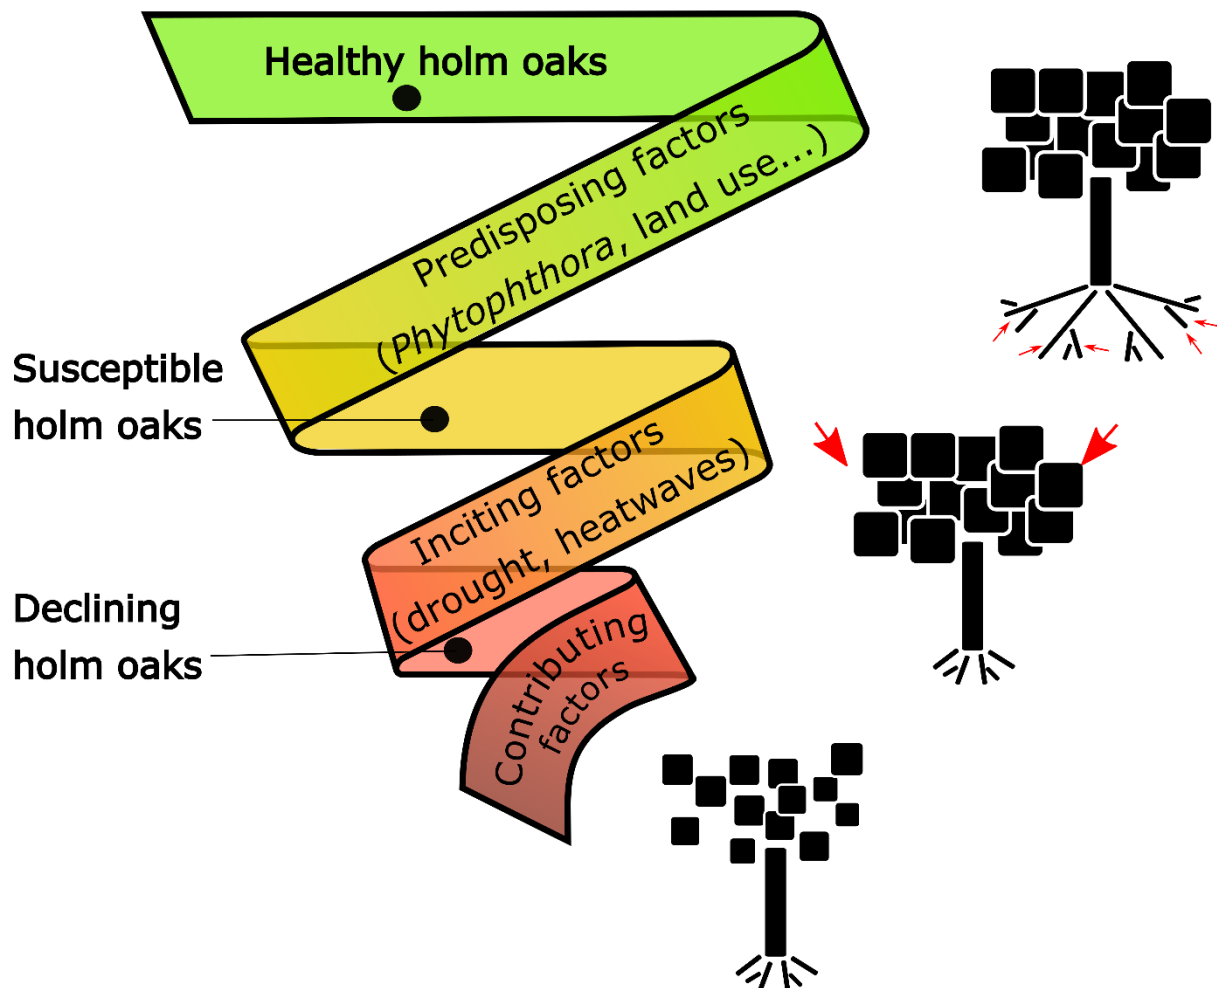 Healthy holm oaks
Predisposing factors
(Phytophthora, land use...)
Susceptible
holm oaks
Inciting factors
(drought, heatwaves)
Declining
holm oaks
Contributing
factors